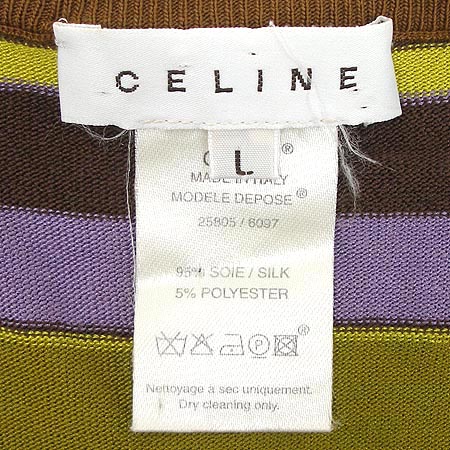 CELINE
L
®
MADE IN ITALY
MODELE DEPOSE ®
25805 / 6097
95% SOIE / SILK
5% POLYESTER
P
®
Nettoyage a sec uniquement.
Dry cleaning only.